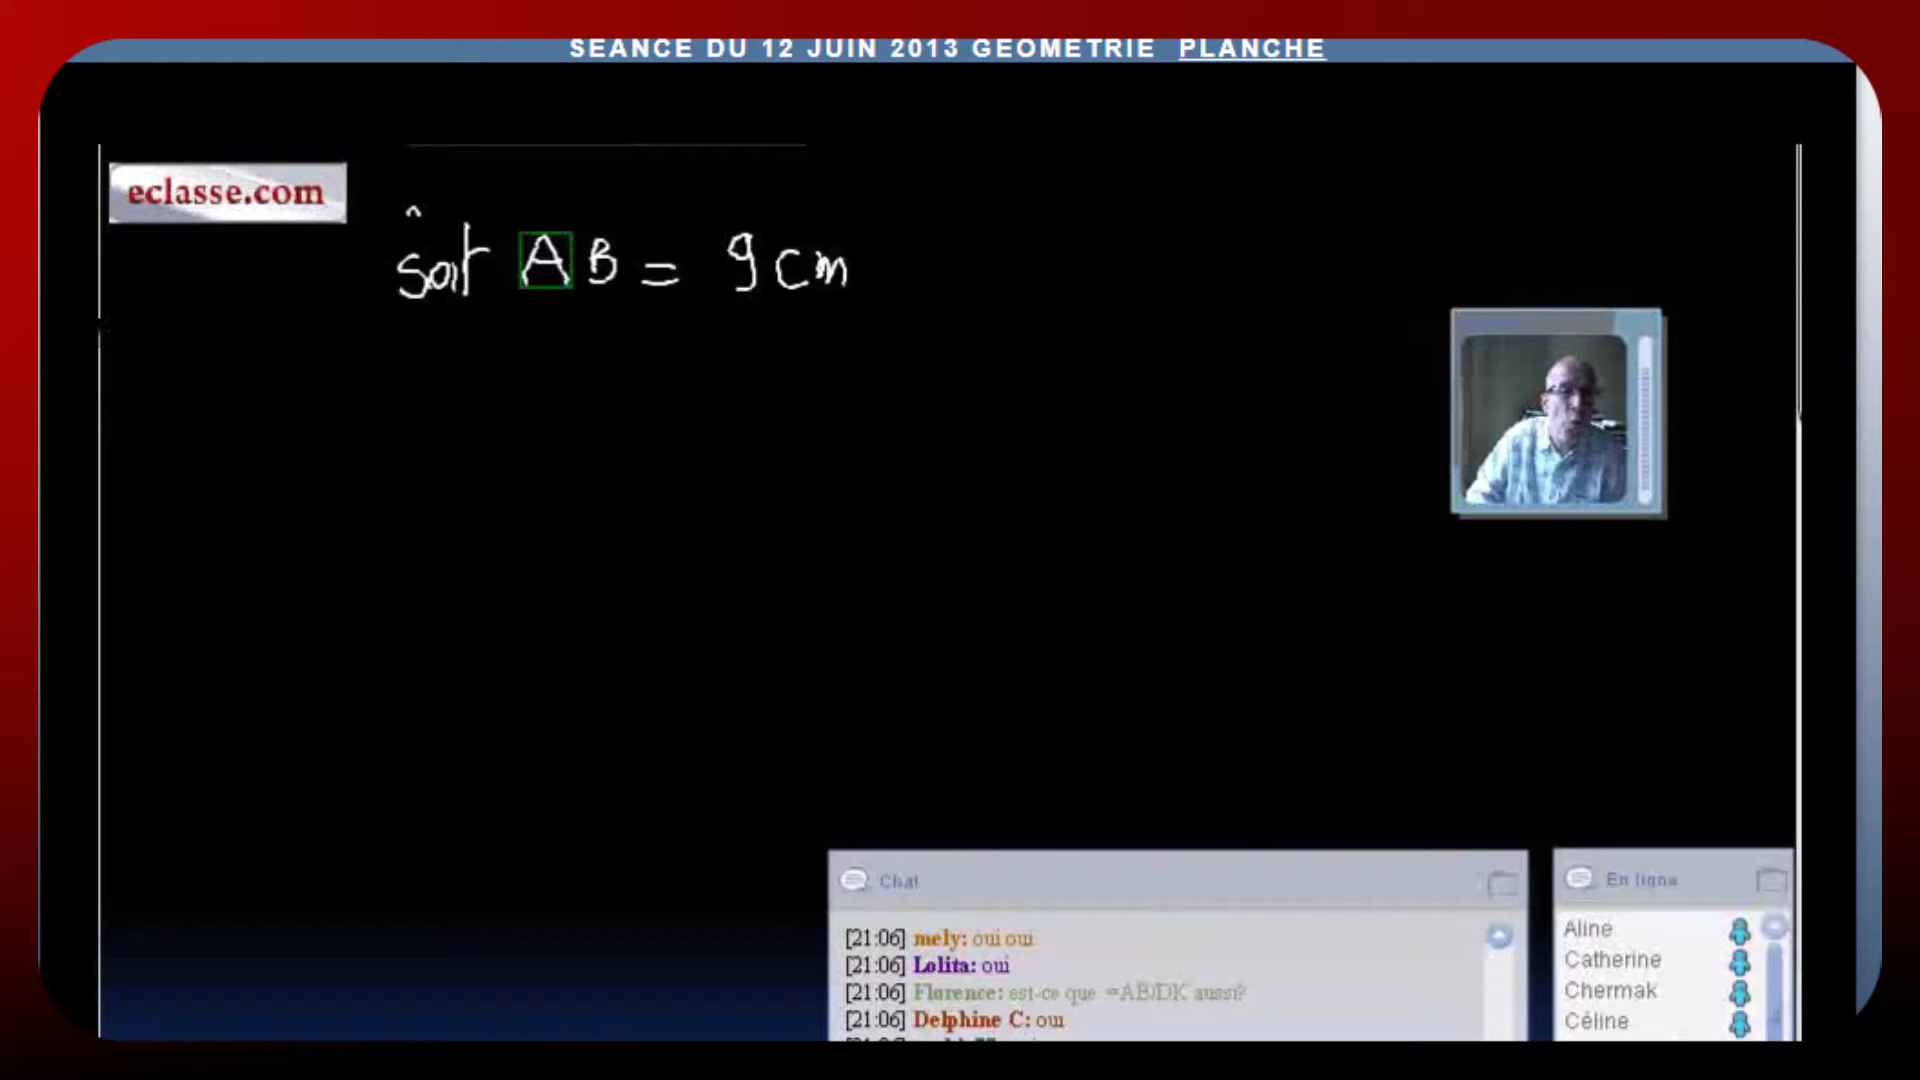 SEANCE DU 12 JUIN 2013 GEOMETRIE PLANCHE
eclasse.com
soit AB = 9 cm
Chat
[21:06] mely: oui oui
[21:06] Lolita: oui
[21:06] Florence: est-ce que =AB/DK aussi?
[21:06] Delphine C: oui
En ligne
Aline
Catherine
Chermak
Céline